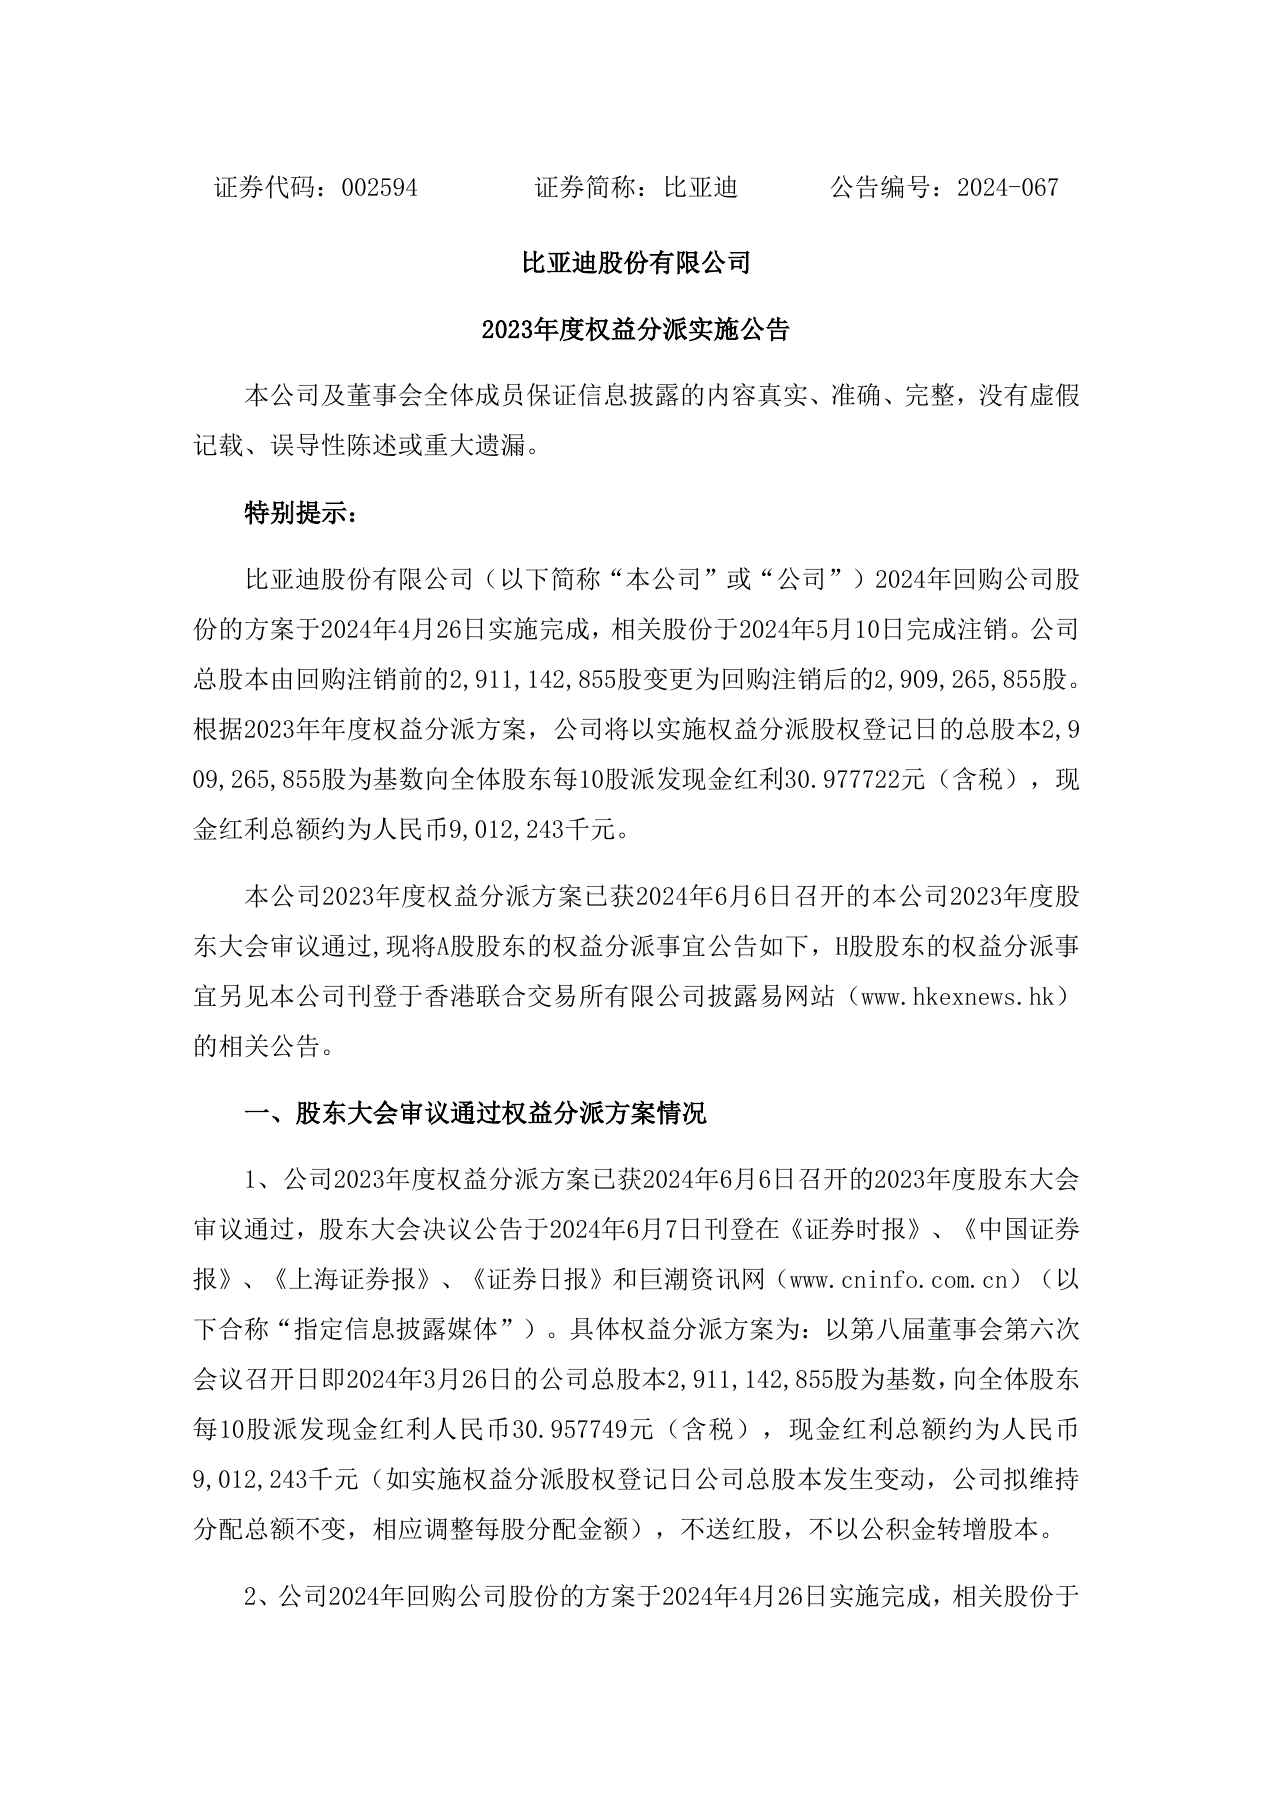 证券代码：002594 证券简称：比亚迪 公告编号：2024-067
比亚迪股份有限公司
2023年度权益分派实施公告
本公司及董事会全体成员保证信息披露的内容真实、准确、完整，没有虚假
记载、误导性陈述或重大遗漏。
特别提示：
比亚迪股份有限公司（以下简称“本公司”或“公司”）2024年回购公司股
份的方案于2024年4月26日实施完成，相关股份于2024年5月10日完成注销。公司
总股本由回购注销前的2,911,142,855股变更为回购注销后的2,909,265,855股。
根据2023年年度权益分派方案，公司将以实施权益分派股权登记日的总股本2,9
09,265,855股为基数向全体股东每10股派发现金红利30.977722元（含税），现
金红利总额约为人民币9,012,243千元。
本公司2023年度权益分派方案已获2024年6月6日召开的本公司2023年度股
东大会审议通过,现将A股股东的权益分派事宜公告如下，H股股东的权益分派事
宜另见本公司刊登于香港联合交易所有限公司披露易网站（www.hkexnews.hk）
的相关公告。
一、股东大会审议通过权益分派方案情况
1、公司2023年度权益分派方案已获2024年6月6日召开的2023年度股东大会
审议通过，股东大会决议公告于2024年6月7日刊登在《证券时报》、《中国证券
报》、《上海证券报》、《证券日报》和巨潮资讯网（www.cninfo.com.cn）（以
下合称“指定信息披露媒体”）。具体权益分派方案为：以第八届董事会第六次
会议召开日即2024年3月26日的公司总股本2,911,142,855股为基数，向全体股东
每10股派发现金红利人民币30.957749元（含税），现金红利总额约为人民币
9,012,243千元（如实施权益分派股权登记日公司总股本发生变动，公司拟维持
分配总额不变，相应调整每股分配金额），不送红股，不以公积金转增股本。
2、公司2024年回购公司股份的方案于2024年4月26日实施完成，相关股份于